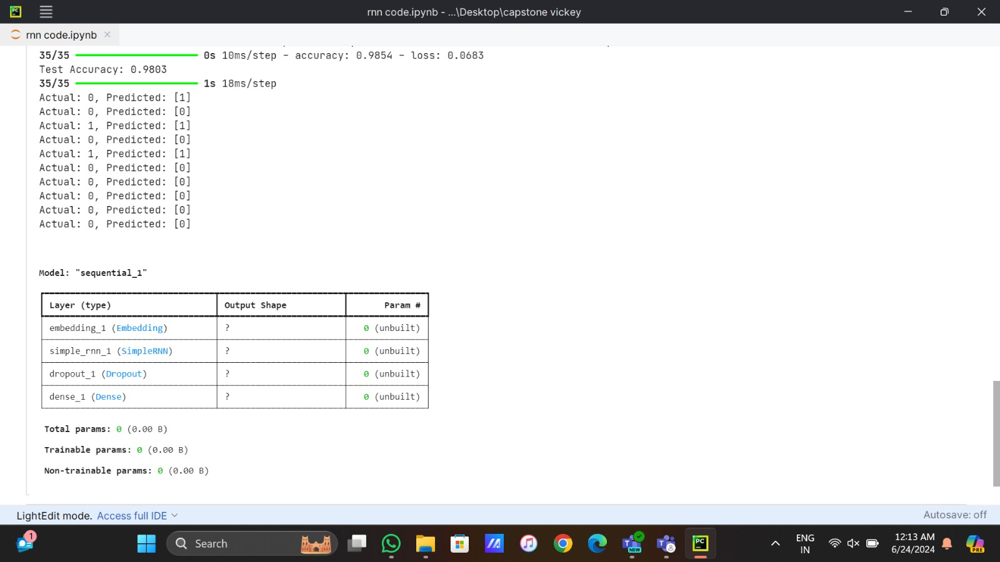 PC
rnn code.ipynb - ...\Desktop\capstone vickey
rnn code.ipynb
35/35 0s 10ms/step - accuracy: 0.9854 - loss: 0.0683
Test Accuracy: 0.9803
35/35 1s 18ms/step
Actual: 0, Predicted: [1]
Actual: 0, Predicted: [0]
Actual: 1, Predicted: [1]
Actual: 0, Predicted: [0]
Actual: 1, Predicted: [1]
Actual: 0, Predicted: [0]
Actual: 0, Predicted: [0]
Actual: 0, Predicted: [0]
Actual: 0, Predicted: [0]
Actual: 0, Predicted: [0]
Model: "sequential_1"
Layer (type) Output Shape Param #
embedding_1 (Embedding) ? 0 (unbuilt)
simple_rnn_1 (SimpleRNN) ? 0 (unbuilt)
dropout_1 (Dropout) ? 0 (unbuilt)
dense_1 (Dense) ? 0 (unbuilt)
Total params: 0 (0.00 B)
Trainable params: 0 (0.00 B)
Non-trainable params: 0 (0.00 B)
LightEdit mode. Access full IDE Autosave: off
1 Search T NEW T PC ENG IN 12:13 AM PRE
6/24/2024